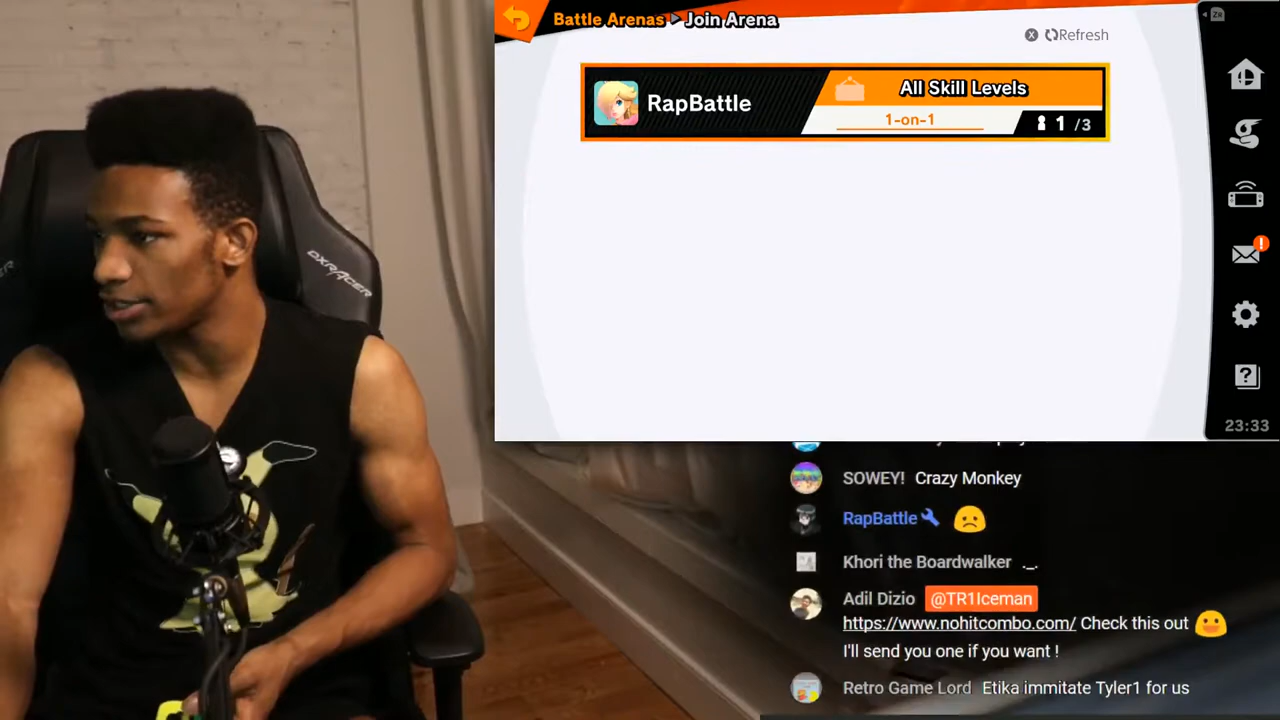 Battle Arenas ▸ Join Arena
ZR
X Refresh
RapBattle
All Skill Levels
1-on-1
1 /3
23:33
DXRACER
SOWEY! Crazy Monkey
RapBattle
Khori the Boardwalker ._.
Adil Dizio @TR1Iceman
https://www.nohitcombo.com/ Check this out
I'll send you one if you want !
Retro Game Lord Etika immitate Tyler1 for us